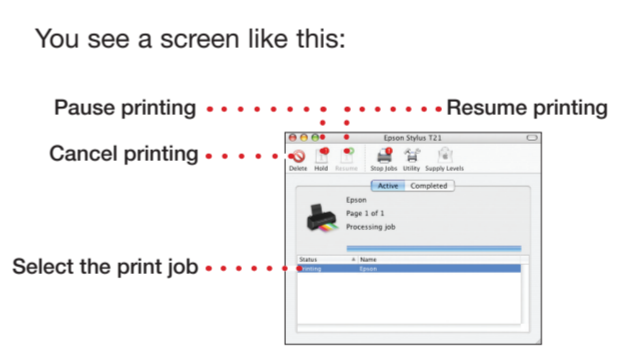 You see a screen like this:
Pause printing
Resume printing
Cancel printing
Epson Stylus T21
Delete Hold Resume Stop Jobs Utility Supply Levels
Active Completed
Epson
Page 1 of 1
Processing job
Select the print job
Status Name
Printing Epson